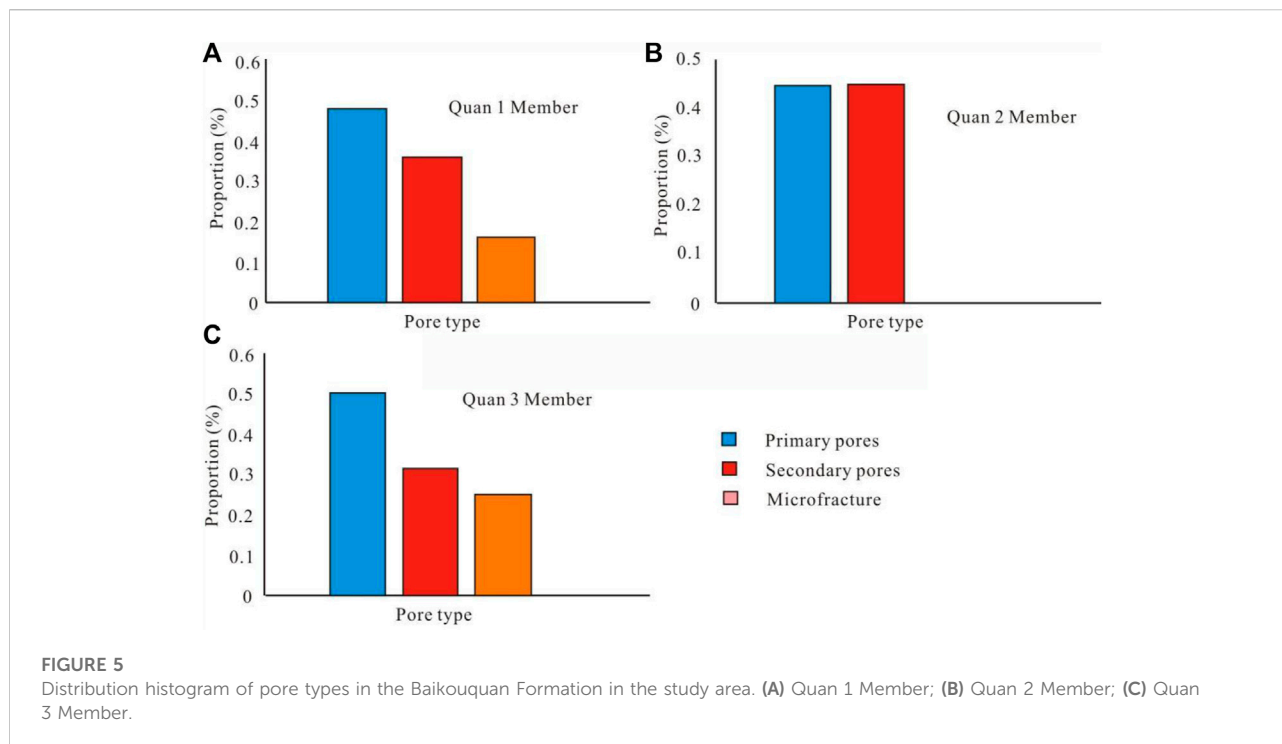 A
0.6
0.5
0.4
0.3
0.2
0.1
0
Proportion (%)
Quan 1 Member
Pore type
B
0.5
0.4
0.3
0.2
0.1
0
Proportion (%)
Quan 2 Member
Pore type
C
0.6
0.5
0.4
0.3
0.2
0.1
0
Proportion (%)
Quan 3 Member
Pore type
Primary pores
Secondary pores
Microfracture
FIGURE 5
Distribution histogram of pore types in the Baikouquan Formation in the study area. (A) Quan 1 Member; (B) Quan 2 Member; (C) Quan
3 Member.